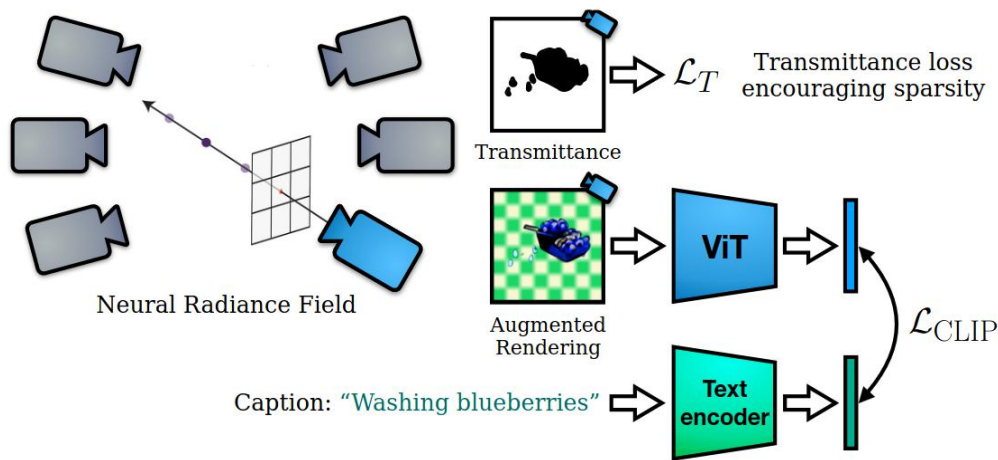 Neural Radiance Field
Transmittance
ℒ_T
Transmittance loss
encouraging sparsity
Augmented
Rendering
ViT
ℒ_CLIP
Caption: “Washing blueberries”
Text
encoder